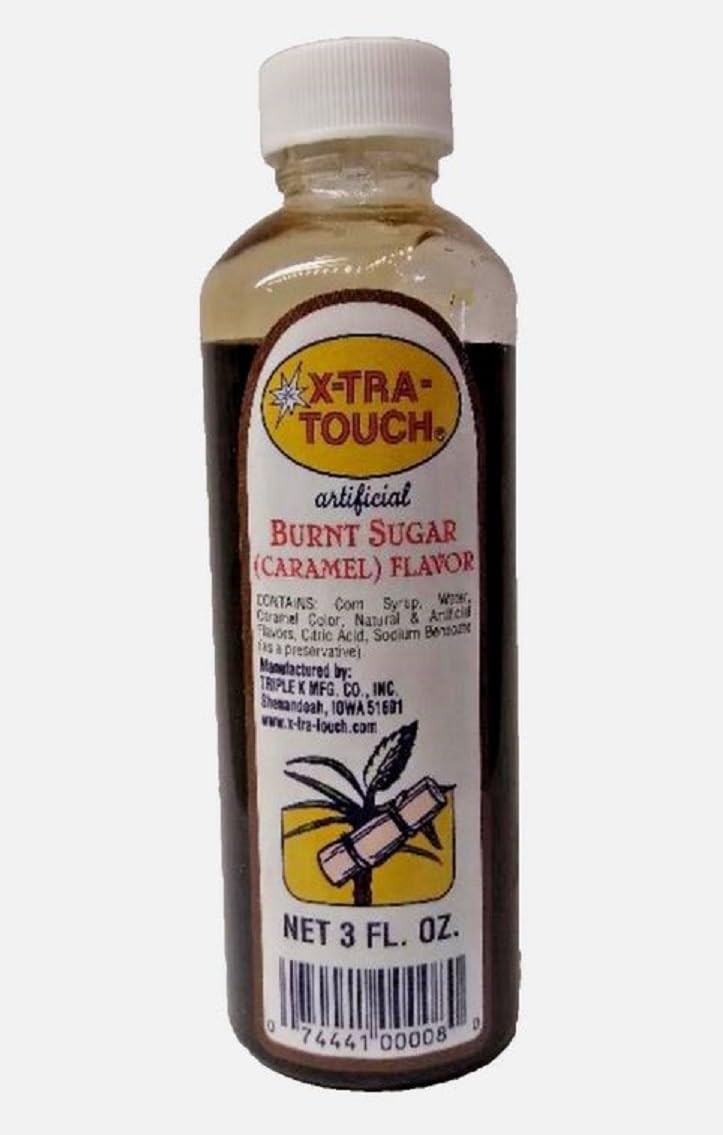 X-TRA-
TOUCH®
artificial
BURNT SUGAR
(CARAMEL) FLAVOR
CONTAINS: Corn Syrup, Water,
Caramel Color, Natural & Artificial
Flavors, Citric Acid, Sodium Benzoate
(as a preservative)
Manufactured by:
TRIPLE K MFG. CO., INC.
Shenandoah, IOWA 51601
www.x-tra-touch.com
NET 3 FL. OZ.
0 74441 00008 0